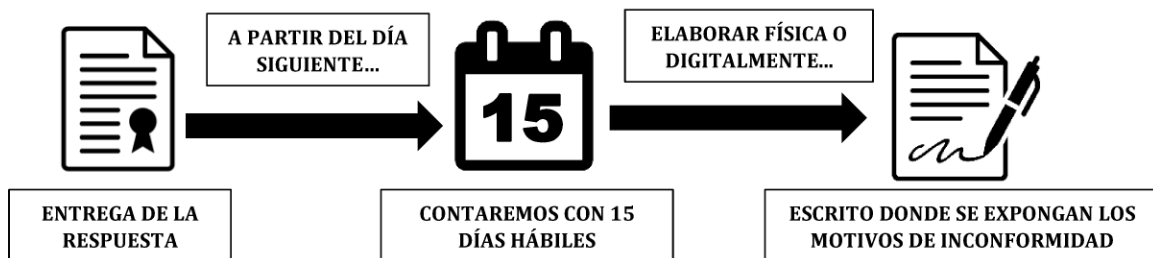 A PARTIR DEL DÍA
SIGUIENTE...
ELABORAR FÍSICA O
DIGITALMENTE...
15
ENTREGA DE LA
RESPUESTA
CONTAREMOS CON 15
DÍAS HÁBILES
ESCRITO DONDE SE EXPONGAN LOS
MOTIVOS DE INCONFORMIDAD